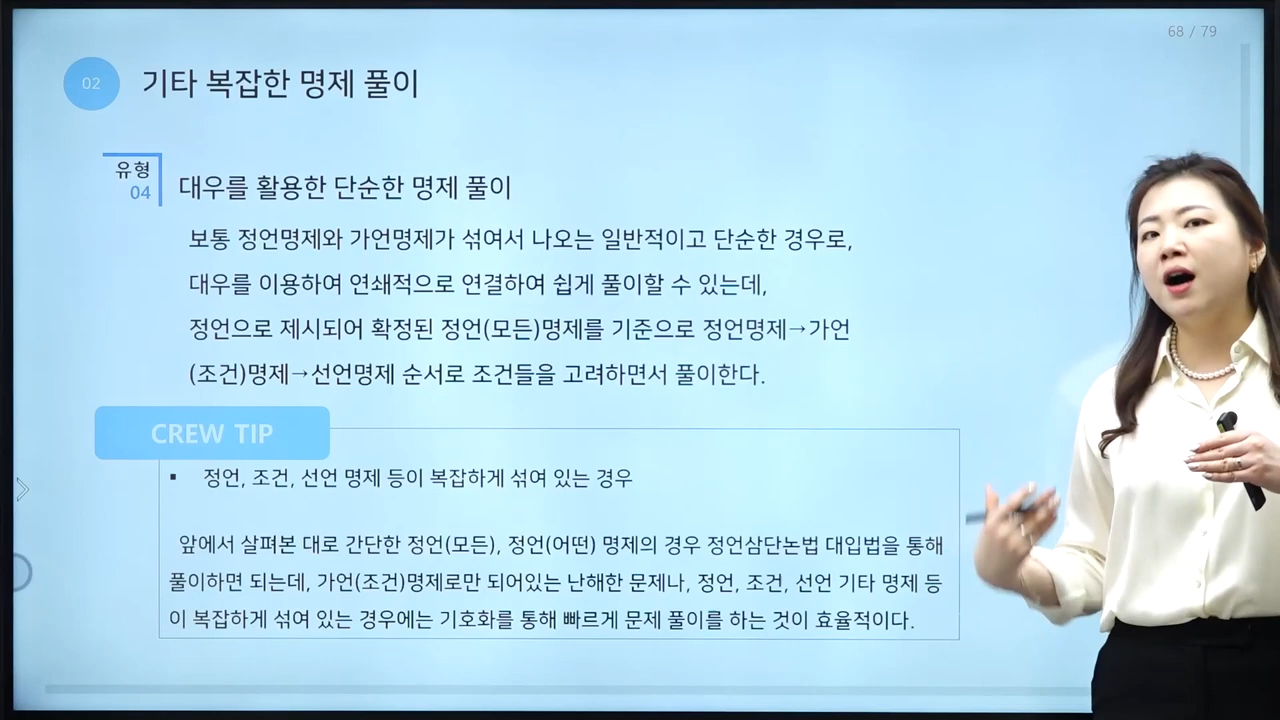 68 / 79
02
기타 복잡한 명제 풀이
유형
04
대우를 활용한 단순한 명제 풀이
보통 정언명제와 가언명제가 섞여서 나오는 일반적이고 단순한 경우로,
대우를 이용하여 연쇄적으로 연결하여 쉽게 풀이할 수 있는데,
정언으로 제시되어 확정된 정언(모든)명제를 기준으로 정언명제→가언
(조건)명제→선언명제 순서로 조건들을 고려하면서 풀이한다.
CREW TIP
▪ 정언, 조건, 선언 명제 등이 복잡하게 섞여 있는 경우
앞에서 살펴본 대로 간단한 정언(모든), 정언(어떤) 명제의 경우 정언삼단논법 대입법을 통해
풀이하면 되는데, 가언(조건)명제로만 되어있는 난해한 문제나, 정언, 조건, 선언 기타 명제 등
이 복잡하게 섞여 있는 경우에는 기호화를 통해 빠르게 문제 풀이를 하는 것이 효율적이다.